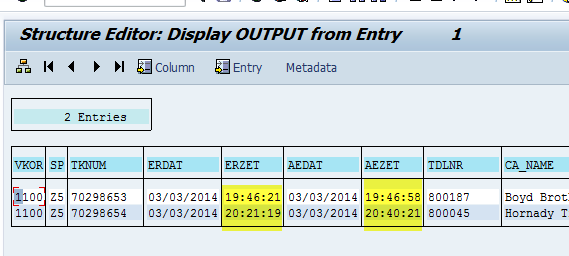 Structure Editor: Display OUTPUT from Entry 1
Column Entry Metadata
2 Entries
VKOR SP TKNUM ERDAT ERZET AEDAT AEZET TDLNR CA_NAME
1100 Z5 70298653 03/03/2014 19:46:21 03/03/2014 19:46:58 800187 Boyd Brot
1100 Z5 70298654 03/03/2014 20:21:19 03/03/2014 20:40:21 800045 Hornady T